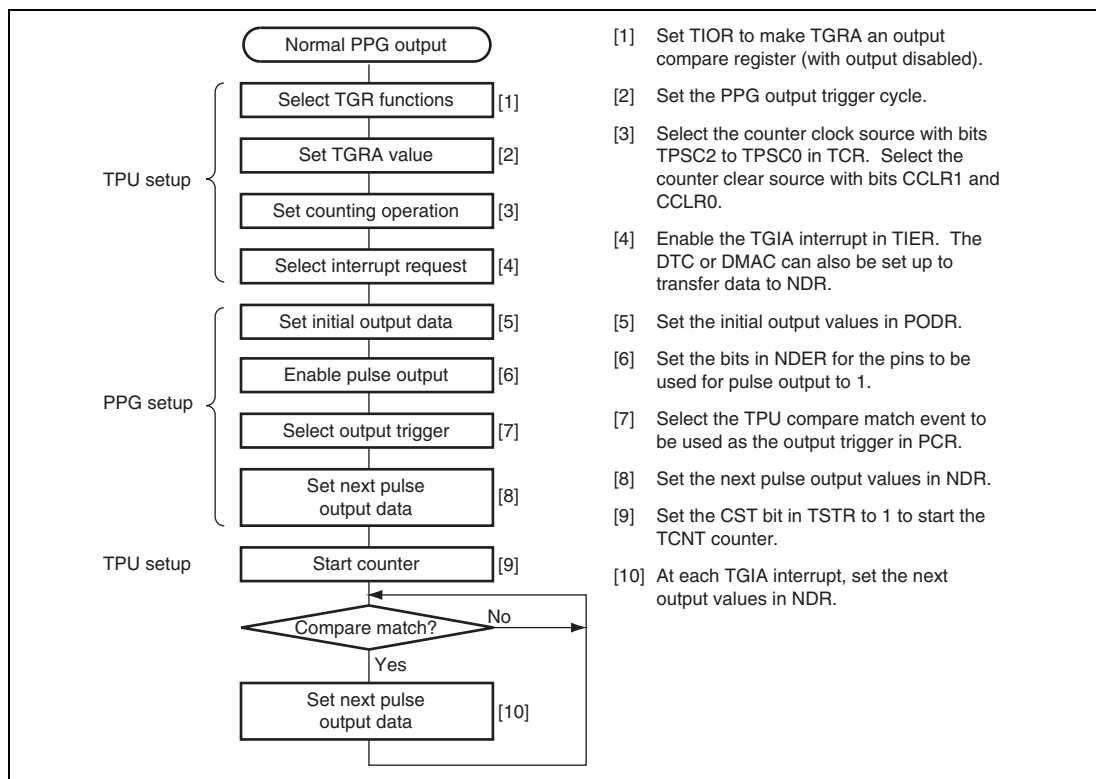 Normal PPG output
Select TGR functions [1]
Set TGRA value [2]
TPU setup
Set counting operation [3]
Select interrupt request [4]
Set initial output data [5]
Enable pulse output [6]
PPG setup
Select output trigger [7]
Set next pulse
output data [8]
TPU setup
Start counter [9]
Compare match?
No
Yes
Set next pulse
output data [10]
[1] Set TIOR to make TGRA an output
compare register (with output disabled).
[2] Set the PPG output trigger cycle.
[3] Select the counter clock source with bits
TPSC2 to TPSC0 in TCR. Select the
counter clear source with bits CCLR1 and
CCLR0.
[4] Enable the TGIA interrupt in TIER. The
DTC or DMAC can also be set up to
transfer data to NDR.
[5] Set the initial output values in PODR.
[6] Set the bits in NDER for the pins to be
used for pulse output to 1.
[7] Select the TPU compare match event to
be used as the output trigger in PCR.
[8] Set the next pulse output values in NDR.
[9] Set the CST bit in TSTR to 1 to start the
TCNT counter.
[10] At each TGIA interrupt, set the next
output values in NDR.